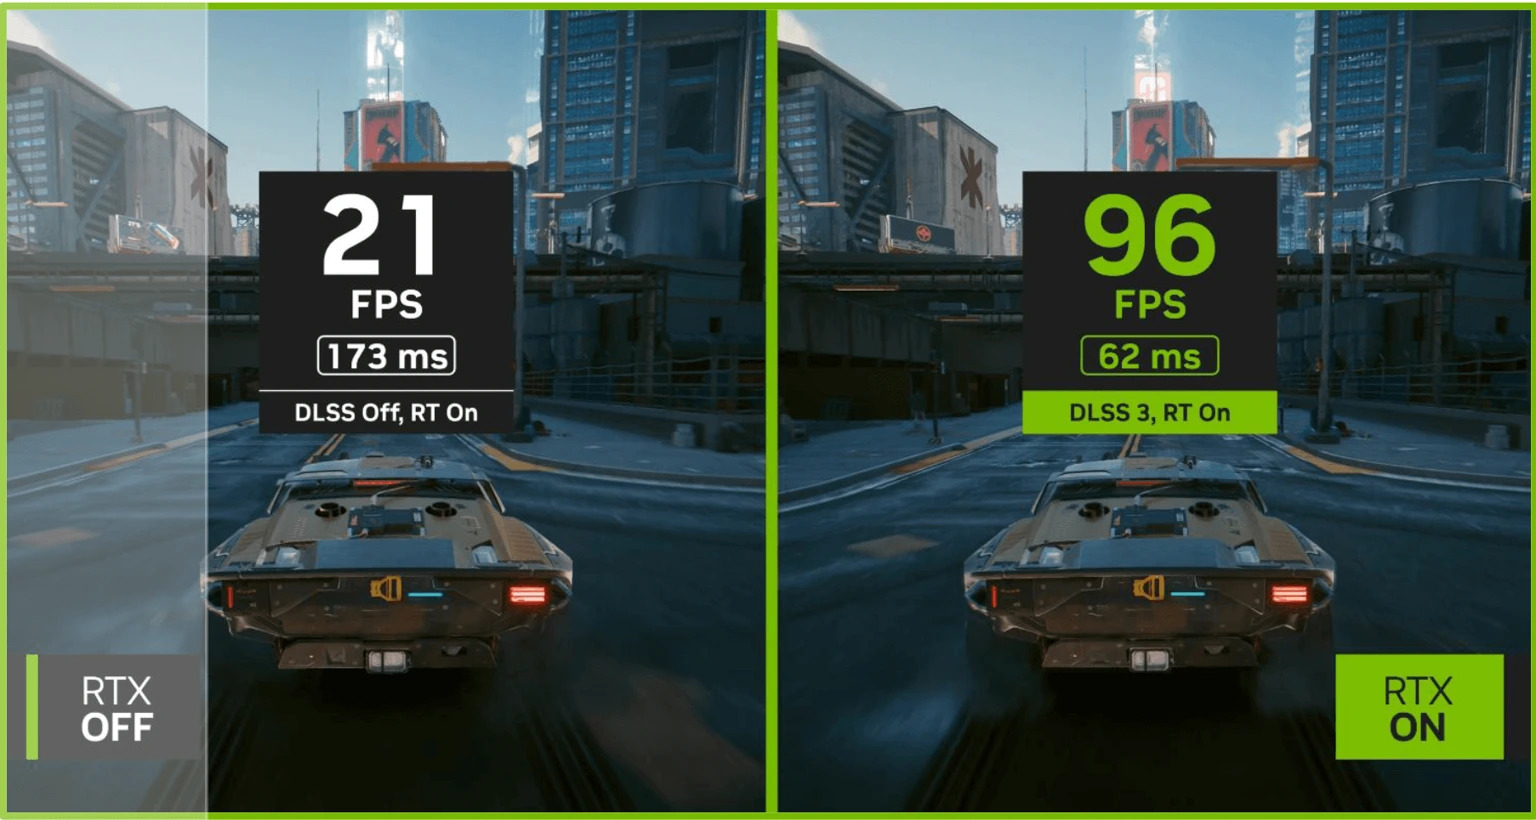 21
FPS
173 ms
DLSS Off, RT On
RTX
OFF
96
FPS
62 ms
DLSS 3, RT On
RTX
ON